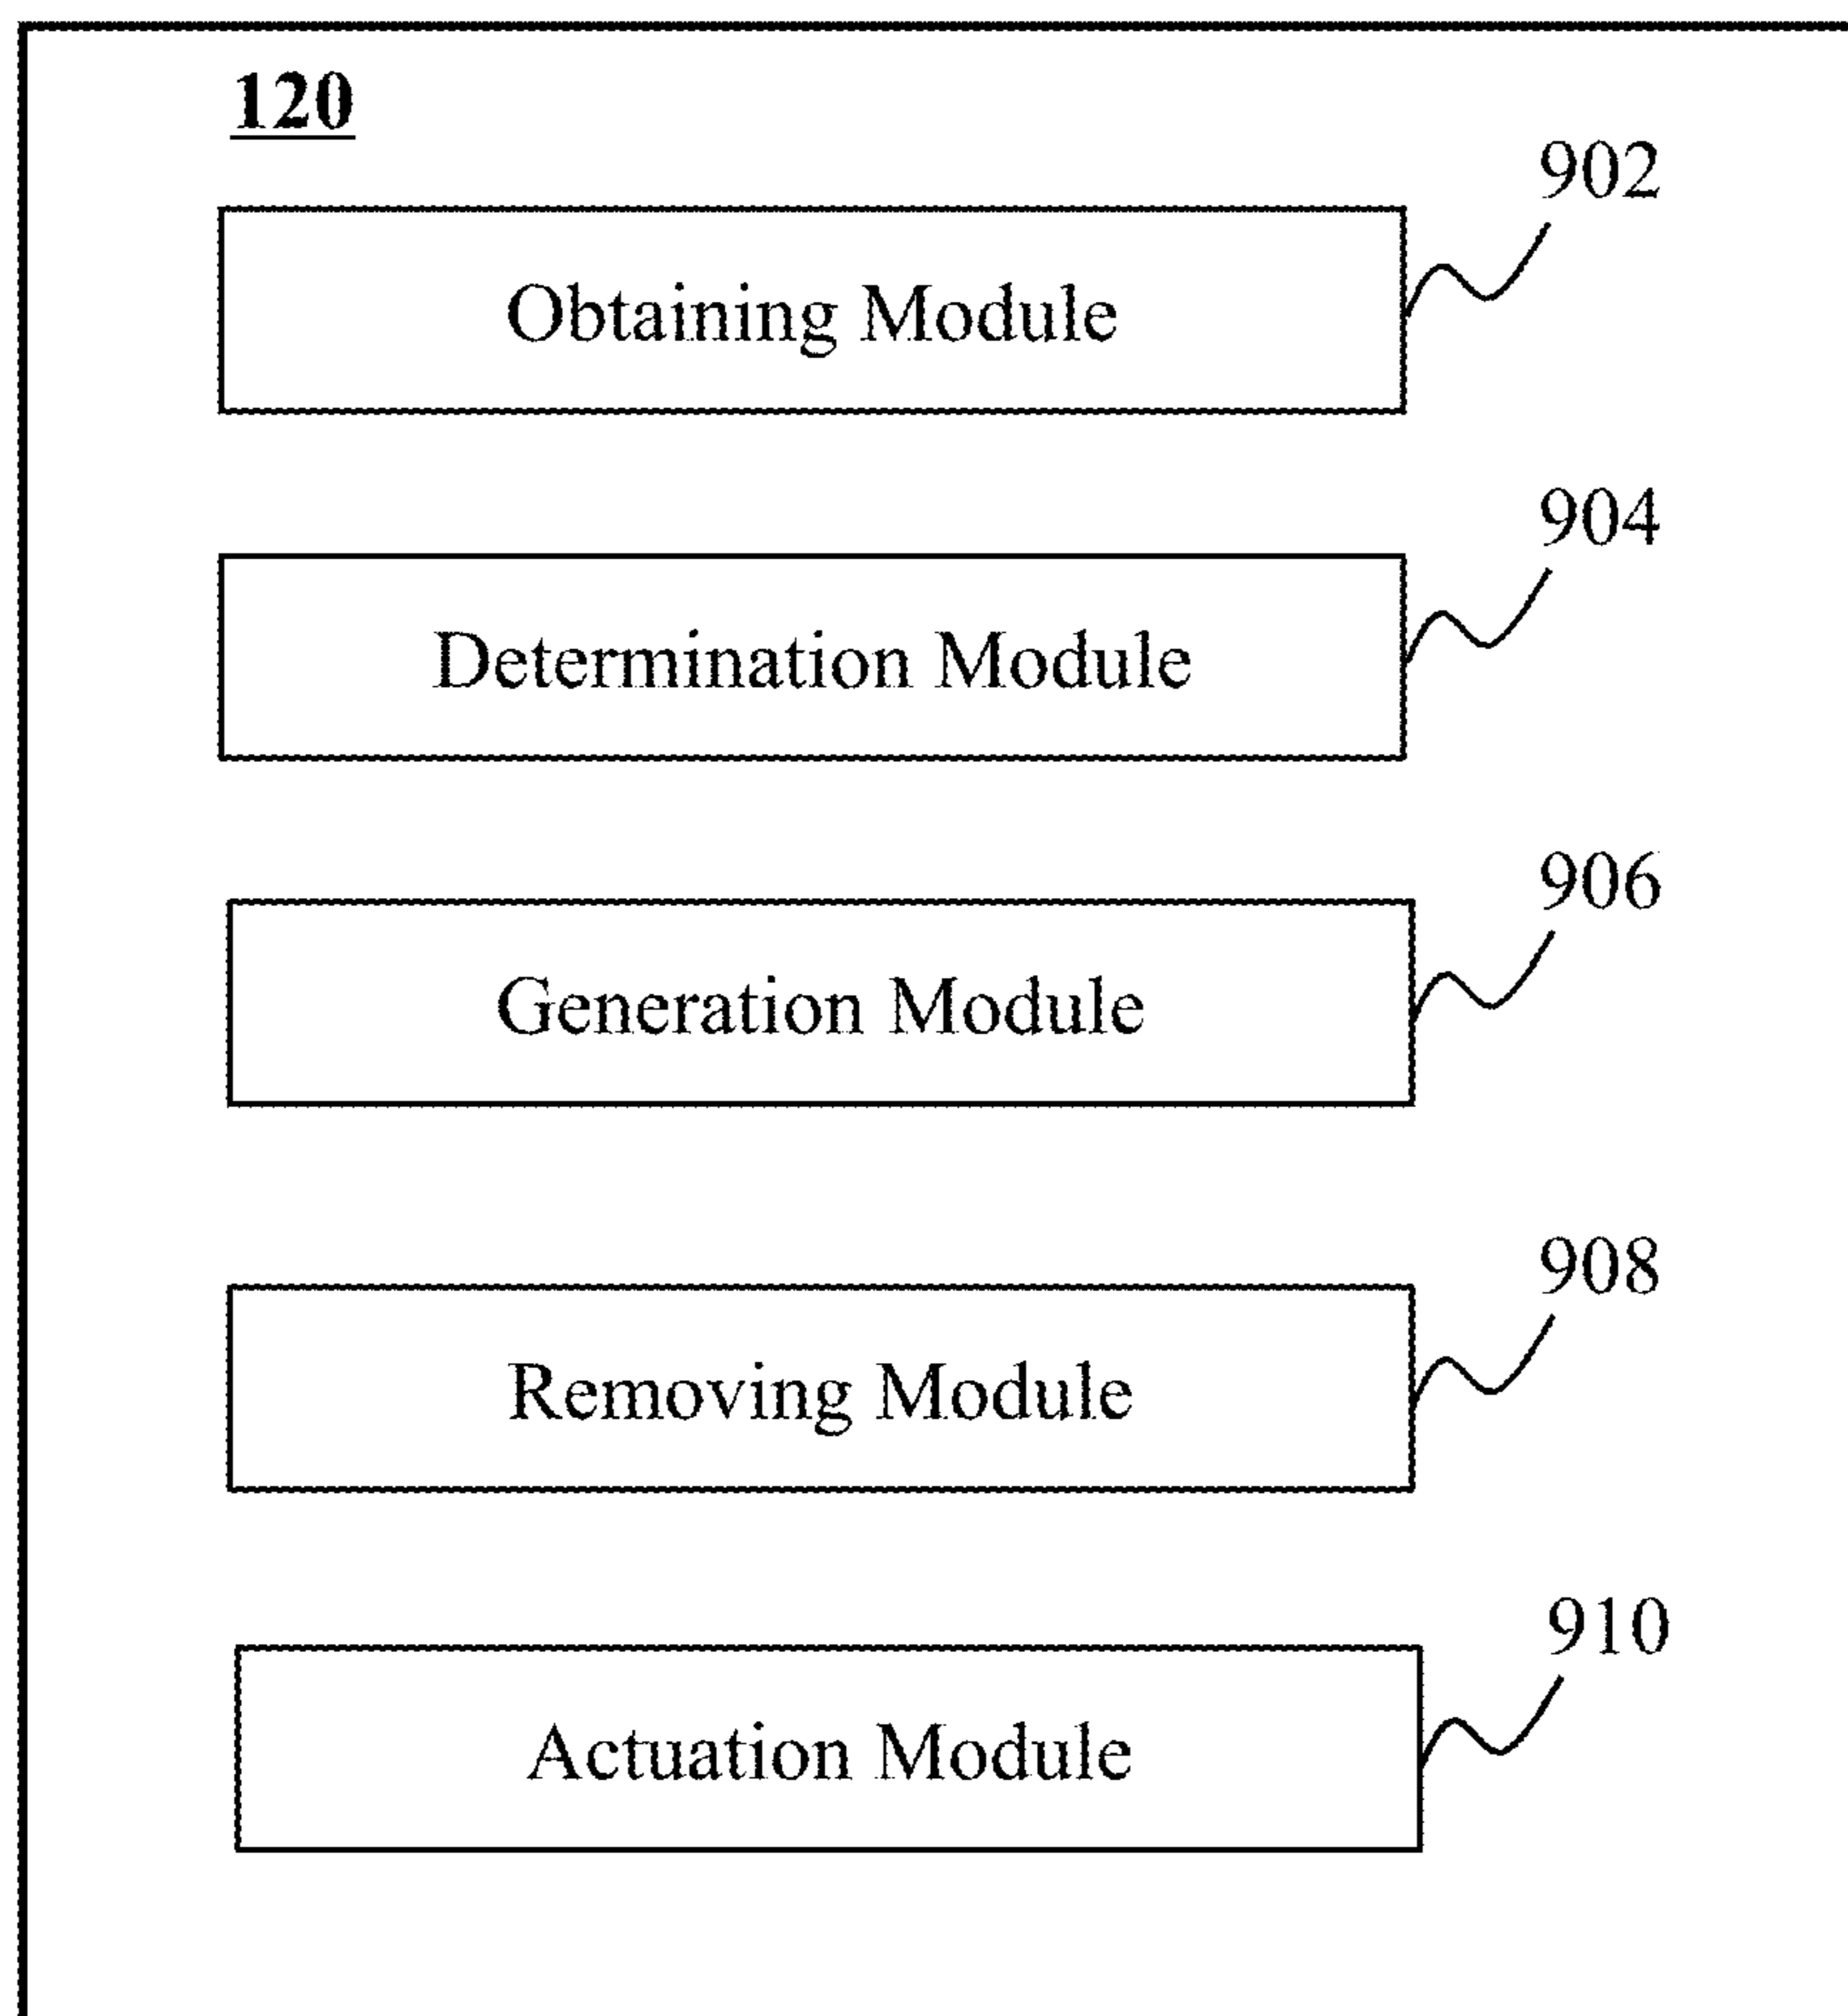 120
902
Obtaining Module
904
Determination Module
906
Generation Module
908
Removing Module
910
Actuation Module